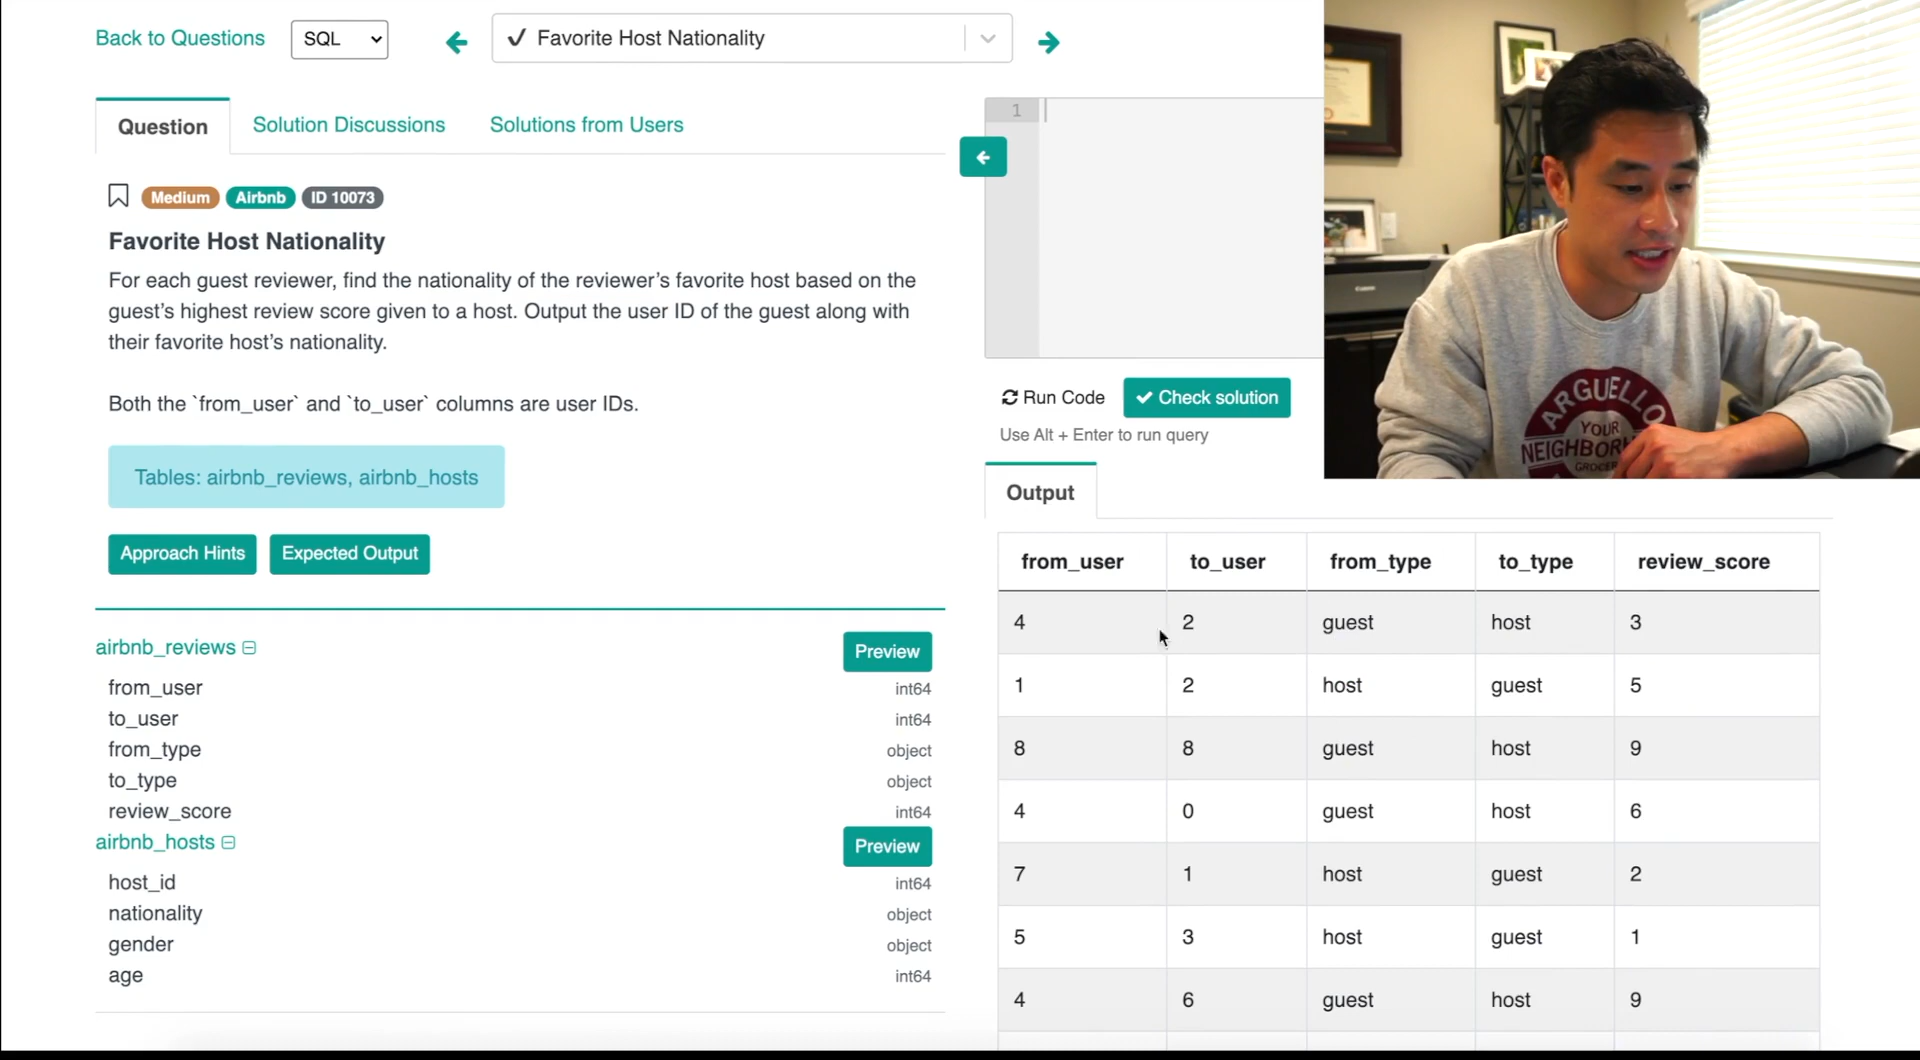 Back to Questions
SQL
Favorite Host Nationality
Question
Solution Discussions
Solutions from Users
Medium
Airbnb
ID 10073
Favorite Host Nationality
For each guest reviewer, find the nationality of the reviewer’s favorite host based on the
guest’s highest review score given to a host. Output the user ID of the guest along with
their favorite host’s nationality.
Both the `from_user` and `to_user` columns are user IDs.
Tables: airbnb_reviews, airbnb_hosts
Approach Hints
Expected Output
airbnb_reviews
Preview
from_user int64
to_user int64
from_type object
to_type object
review_score int64
airbnb_hosts
Preview
host_id int64
nationality object
gender object
age int64
1
Run Code
Check solution
Use Alt + Enter to run query
Output
from_user to_user from_type to_type review_score
4 2 guest host 3
1 2 host guest 5
8 8 guest host 9
4 0 guest host 6
7 1 host guest 2
5 3 host guest 1
4 6 guest host 9
Canon
ARGUELLO
YOUR
NEIGHBOR
GROCER